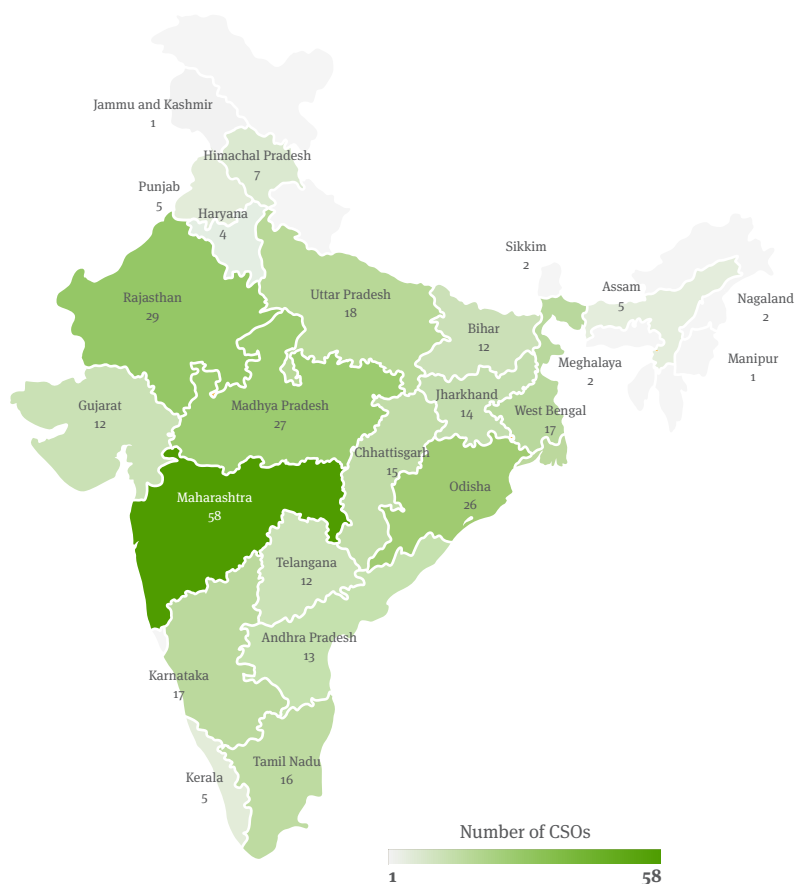 Jammu and Kashmir
1
Himachal Pradesh
7
Punjab
5
Haryana
4
Sikkim
2
Assam
5
Nagaland
2
Rajasthan
29
Uttar Pradesh
18
Bihar
12
Meghalaya
2
Manipur
1
Gujarat
12
Madhya Pradesh
27
Jharkhand
14
West Bengal
17
Chhattisgarh
15
Odisha
26
Maharashtra
58
Telangana
12
Andhra Pradesh
13
Karnataka
17
Tamil Nadu
16
Kerala
5
Number of CSOs
1 58